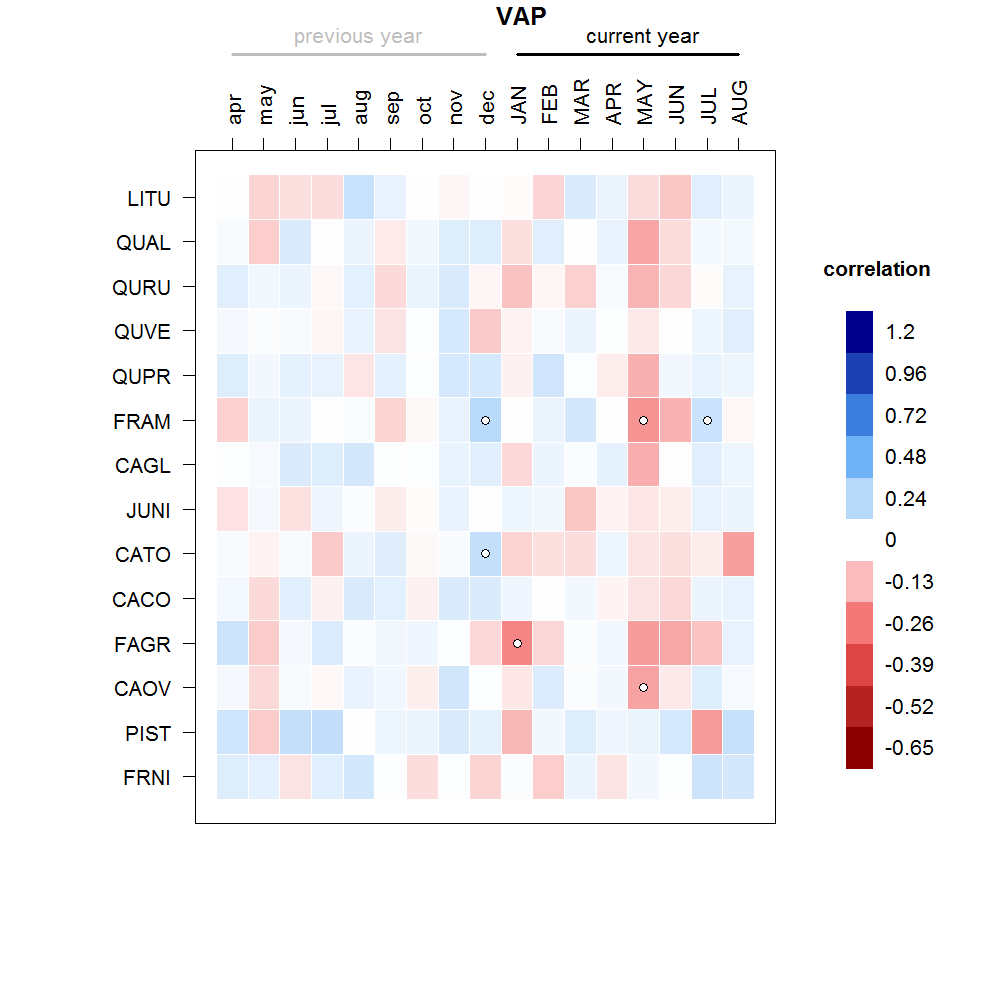 VAP
previous year current year
apr may jun jul aug sep oct nov dec JAN FEB MAR APR MAY JUN JUL AUG
LITU
QUAL
QURU
QUVE
QUPR
FRAM
CAGL
JUNI
CATO
CACO
FAGR
CAOV
PIST
FRNI
correlation
1.2
0.96
0.72
0.48
0.24
0
-0.13
-0.26
-0.39
-0.52
-0.65